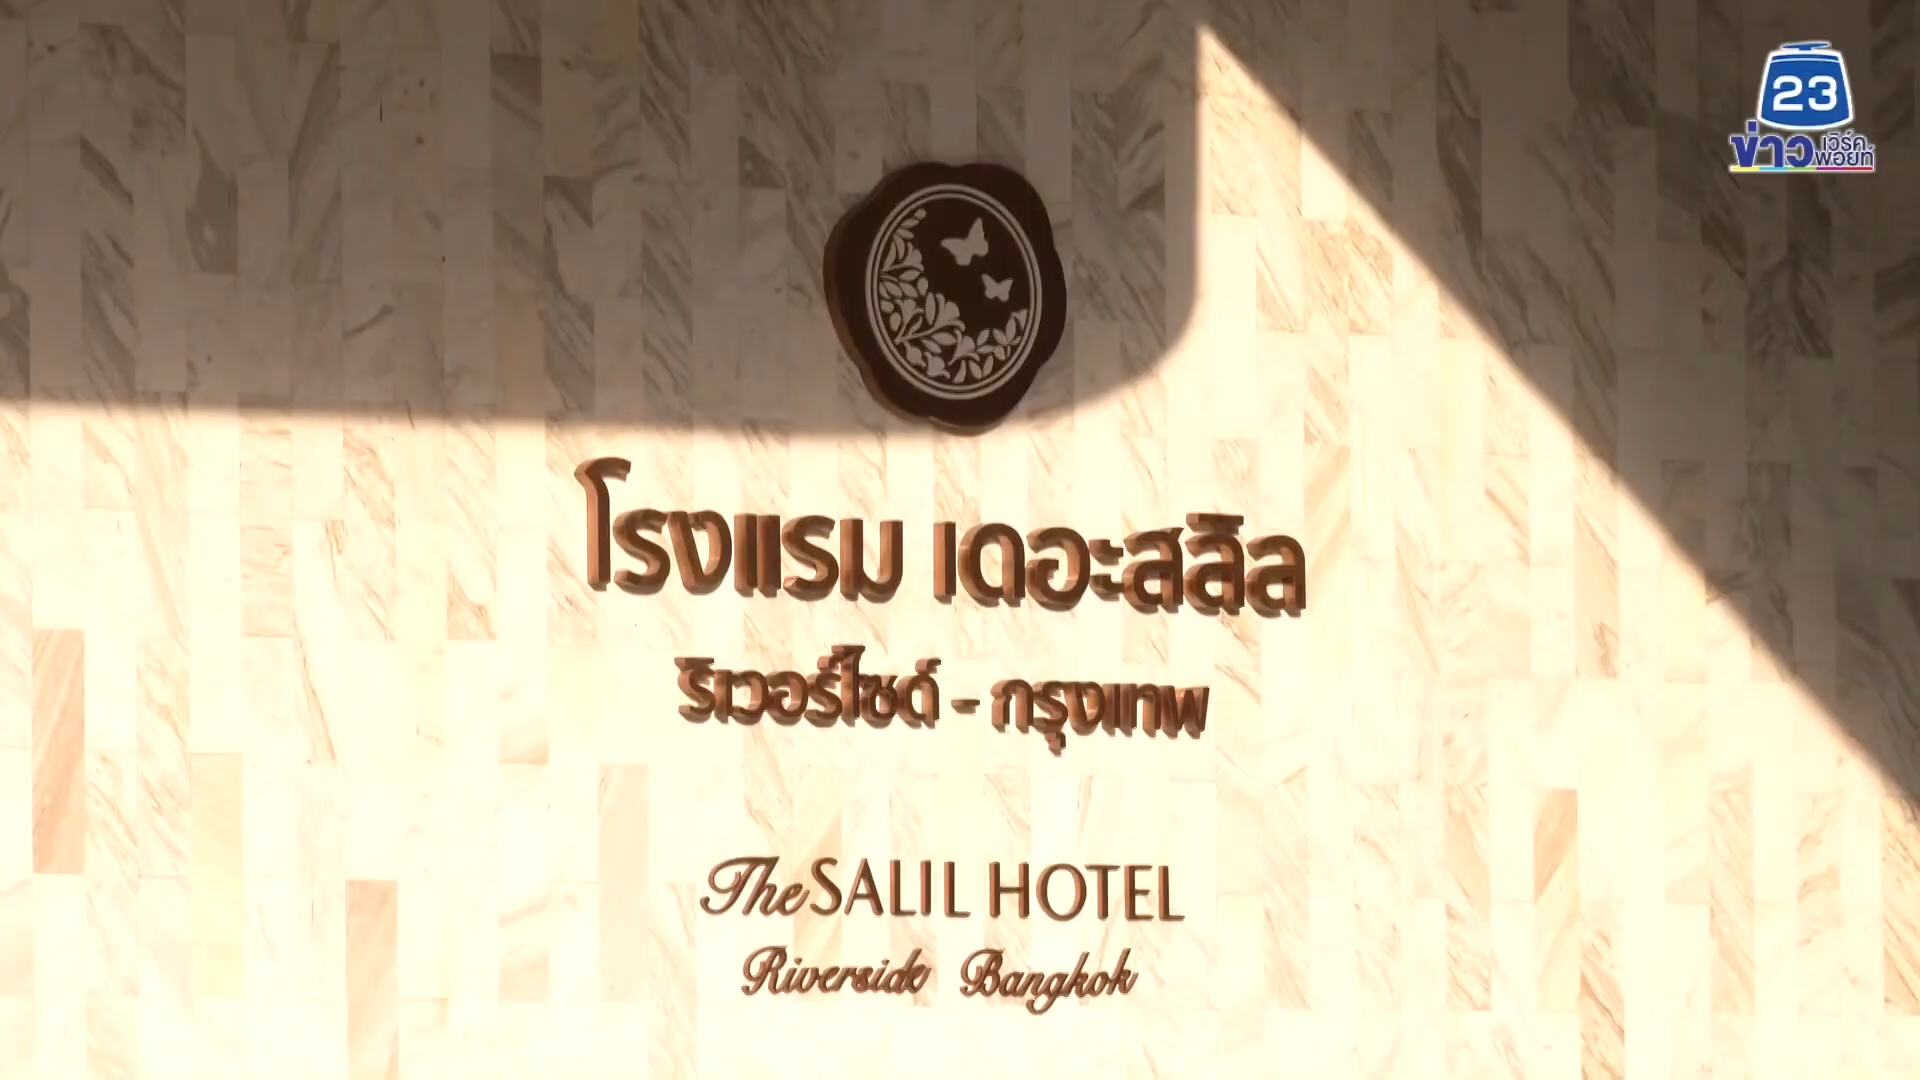 23
ข่าวเวิร์คพอยท์
โรงแรม เดอะสลิล
ริเวอร์ไซด์ - กรุงเทพ
The SALIL HOTEL
Riverside Bangkok